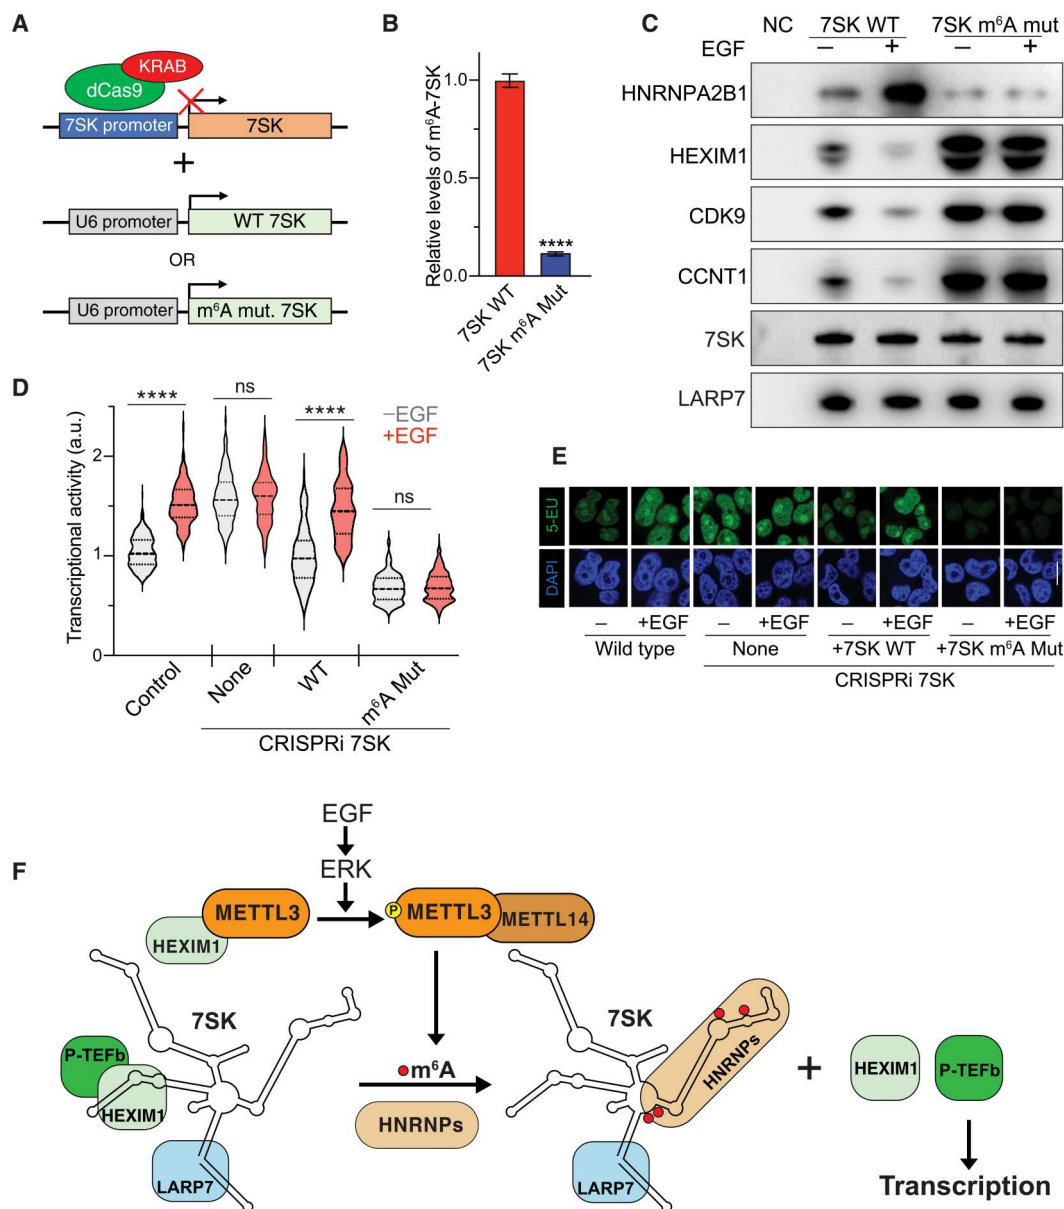 A
KRAB
dCas9
7SK promoter
7SK
+
U6 promoter
WT 7SK
OR
U6 promoter
m⁶A mut. 7SK
B
Relative levels of m⁶A-7SK
1.0
0.5
0.0
****
7SK WT
7SK m⁶A Mut
C
NC 7SK WT 7SK m⁶A mut
EGF – + – +
HNRNPA2B1
HEXIM1
CDK9
CCNT1
7SK
LARP7
D
Transcriptional activity (a.u.)
2
1
0
**** ns **** ns
–EGF
+EGF
Control
None
WT
m⁶A Mut
CRISPRi 7SK
E
5-EU
DAPI
– +EGF – +EGF – +EGF – +EGF
Wild type None +7SK WT +7SK m⁶A Mut
CRISPRi 7SK
F
EGF
ERK
METTL3
HEXIM1
P
METTL3
METTL14
7SK
P-TEFb
HEXIM1
LARP7
m⁶A
HNRNPs
7SK
HNRNPs
LARP7
+
HEXIM1
P-TEFb
Transcription